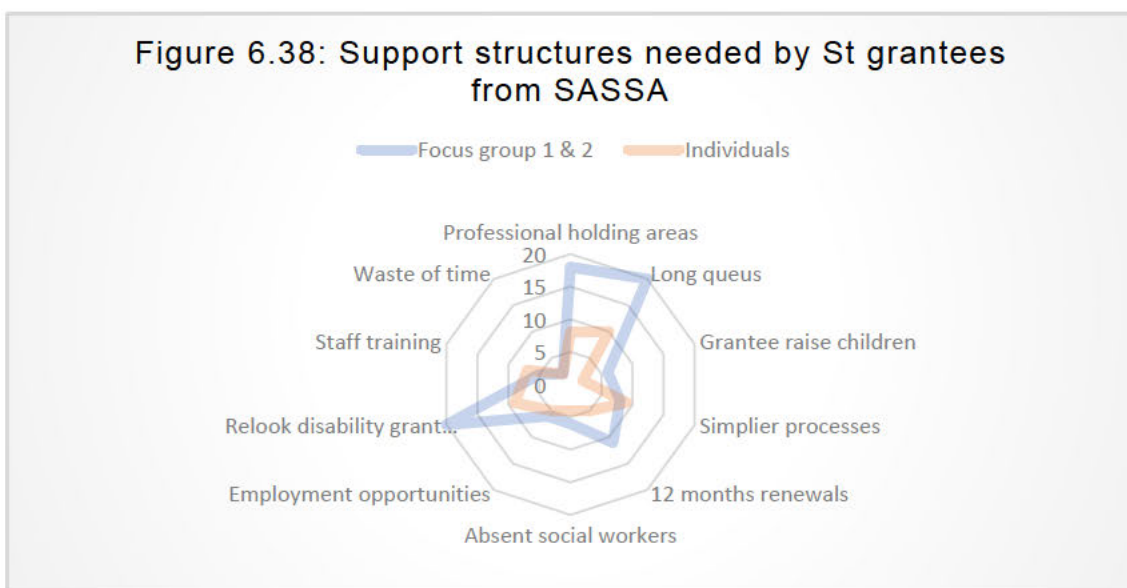 Figure 6.38: Support structures needed by St grantees
from SASSA
Focus group 1 & 2 Individuals
Professional holding areas
20
Waste of time
Long queus
15
10
Staff training
Grantee raise children
5
0
Relook disability grant...
Simplier processes
Employment opportunities
12 months renewals
Absent social workers